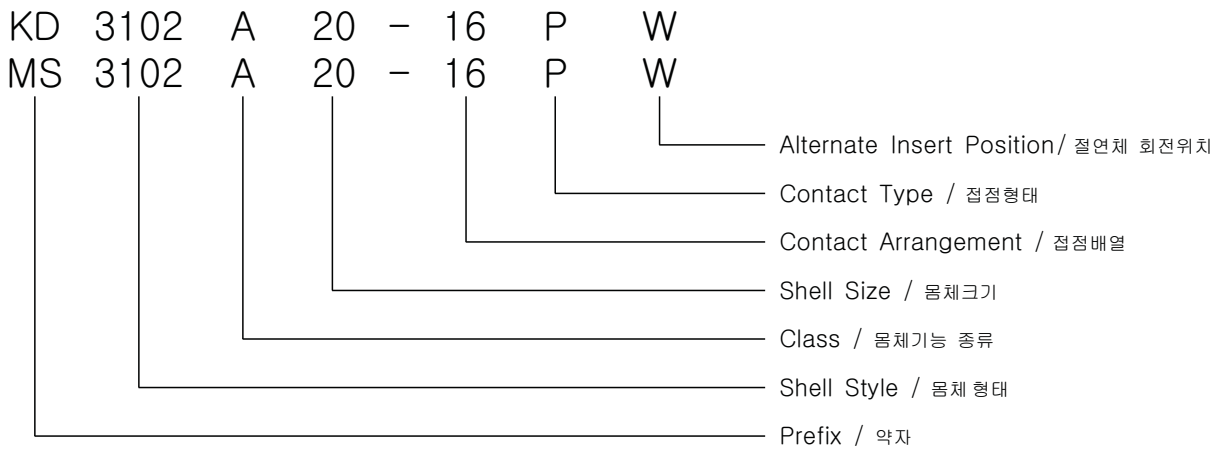 KD 3102 A 20 - 16 P W
MS 3102 A 20 - 16 P W
Alternate Insert Position/ 절연체 회전위치
Contact Type / 접점형태
Contact Arrangement / 접점배열
Shell Size / 몸체크기
Class / 몸체기능 종류
Shell Style / 몸체 형태
Prefix / 약자